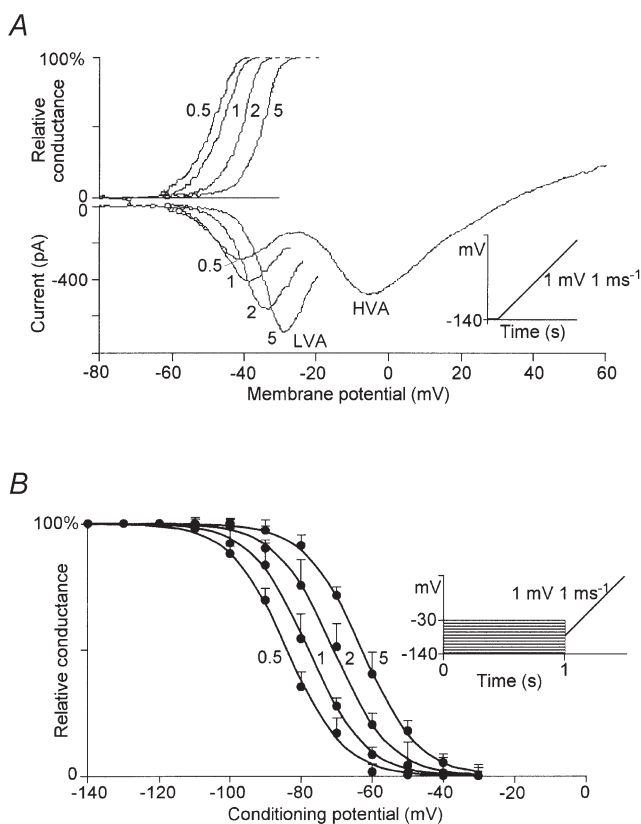 A
100%
Relative
conductance
0.5
1
2
5
0
0
Current (pA)
-400
0.5
1
2
5
LVA
HVA
mV
1 mV 1 ms-1
-140
Time (s)
-80
-60
-40
-20
0
20
40
60
Membrane potential (mV)
B
100%
Relative conductance
0
0.5
1
2
5
mV
1 mV 1 ms-1
-30
-140
0
1
Time (s)
-140
-120
-100
-80
-60
-40
-20
0
Conditioning potential (mV)